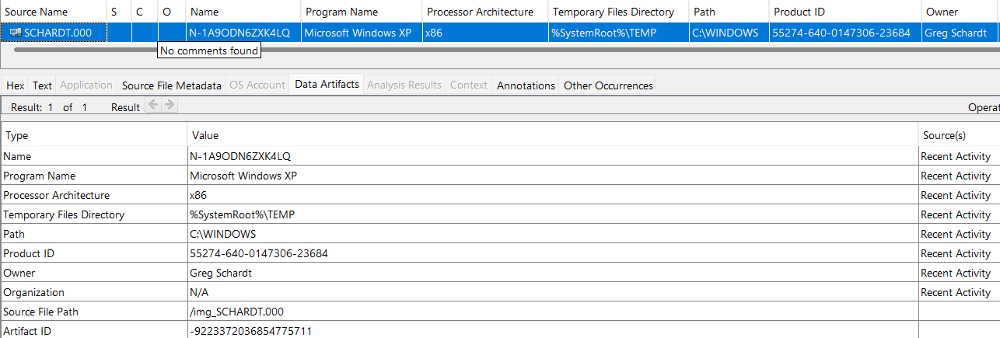 Source Name S C O Name Program Name Processor Architecture Temporary Files Directory Path Product ID Owner
SCHARDT.000 N-1A9ODN6ZXK4LQ Microsoft Windows XP x86 %SystemRoot%\TEMP C:\WINDOWS 55274-640-0147306-23684 Greg Schardt
No comments found
Hex Text Application Source File Metadata OS Account Data Artifacts Analysis Results Context Annotations Other Occurrences
Result: 1 of 1 Result Operat
Type Value Source(s)
Name N-1A9ODN6ZXK4LQ Recent Activity
Program Name Microsoft Windows XP Recent Activity
Processor Architecture x86 Recent Activity
Temporary Files Directory %SystemRoot%\TEMP Recent Activity
Path C:\WINDOWS Recent Activity
Product ID 55274-640-0147306-23684 Recent Activity
Owner Greg Schardt Recent Activity
Organization N/A Recent Activity
Source File Path /img_SCHARDT.000
Artifact ID -9223372036854775711